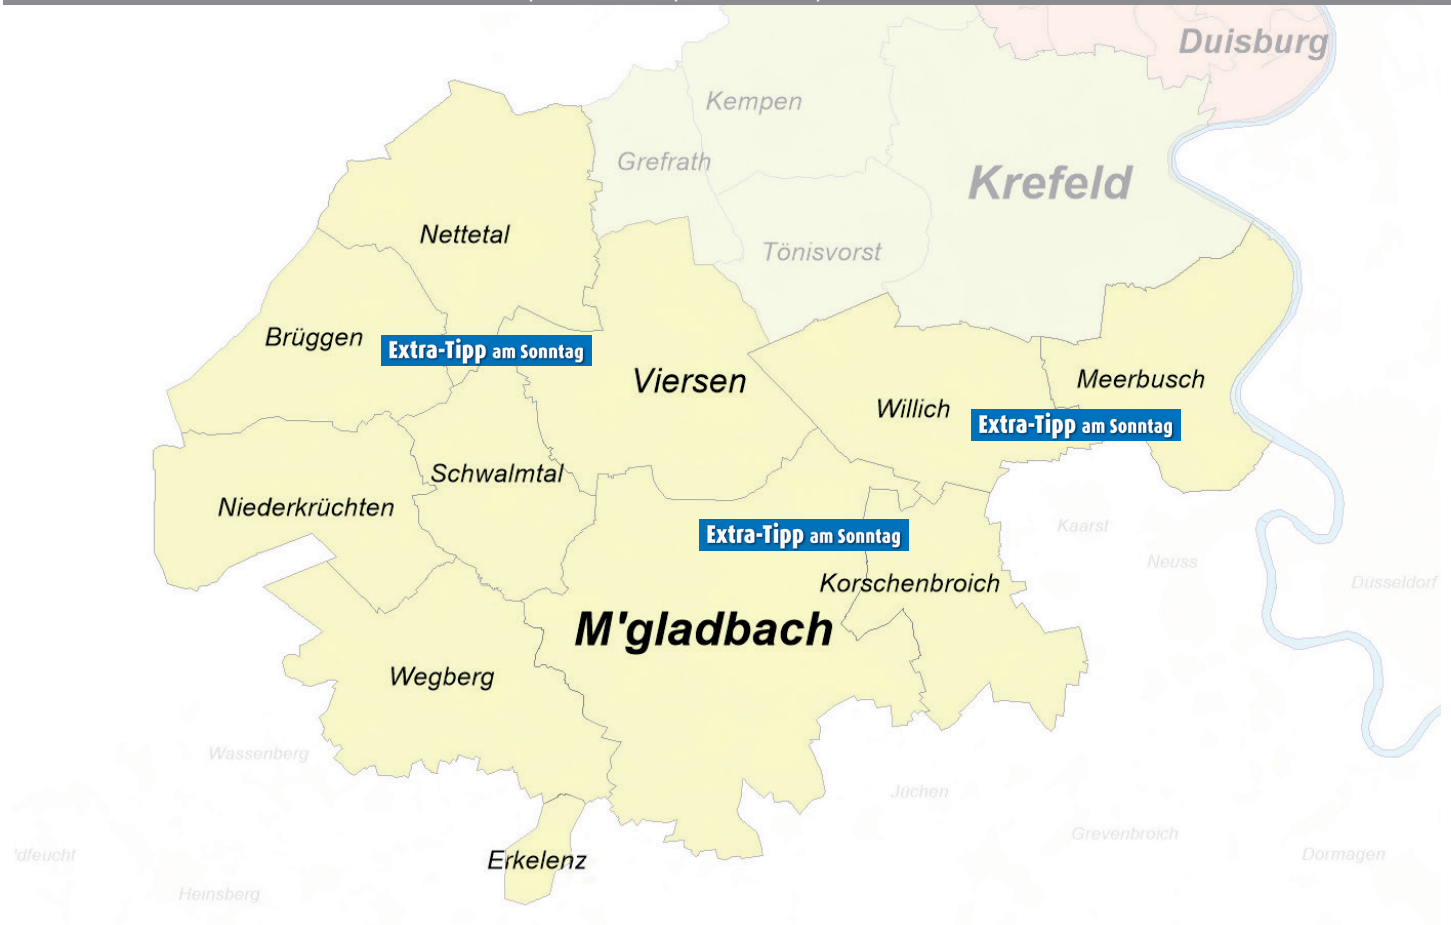 Duisburg
Kempen
Grefrath
Krefeld
Nettetal
Tönisvorst
Brüggen
Extra-Tipp am Sonntag
Viersen
Meerbusch
Willich
Extra-Tipp am Sonntag
Schwalmtal
Niederkrüchten
Extra-Tipp am Sonntag
Kaarst
Neuss
Korschenbroich
Düsseldorf
M'gladbach
Wegberg
Wassenberg
Jüchen
Grevenbroich
'dfeucht
Erkelenz
Dormagen
Heinsberg